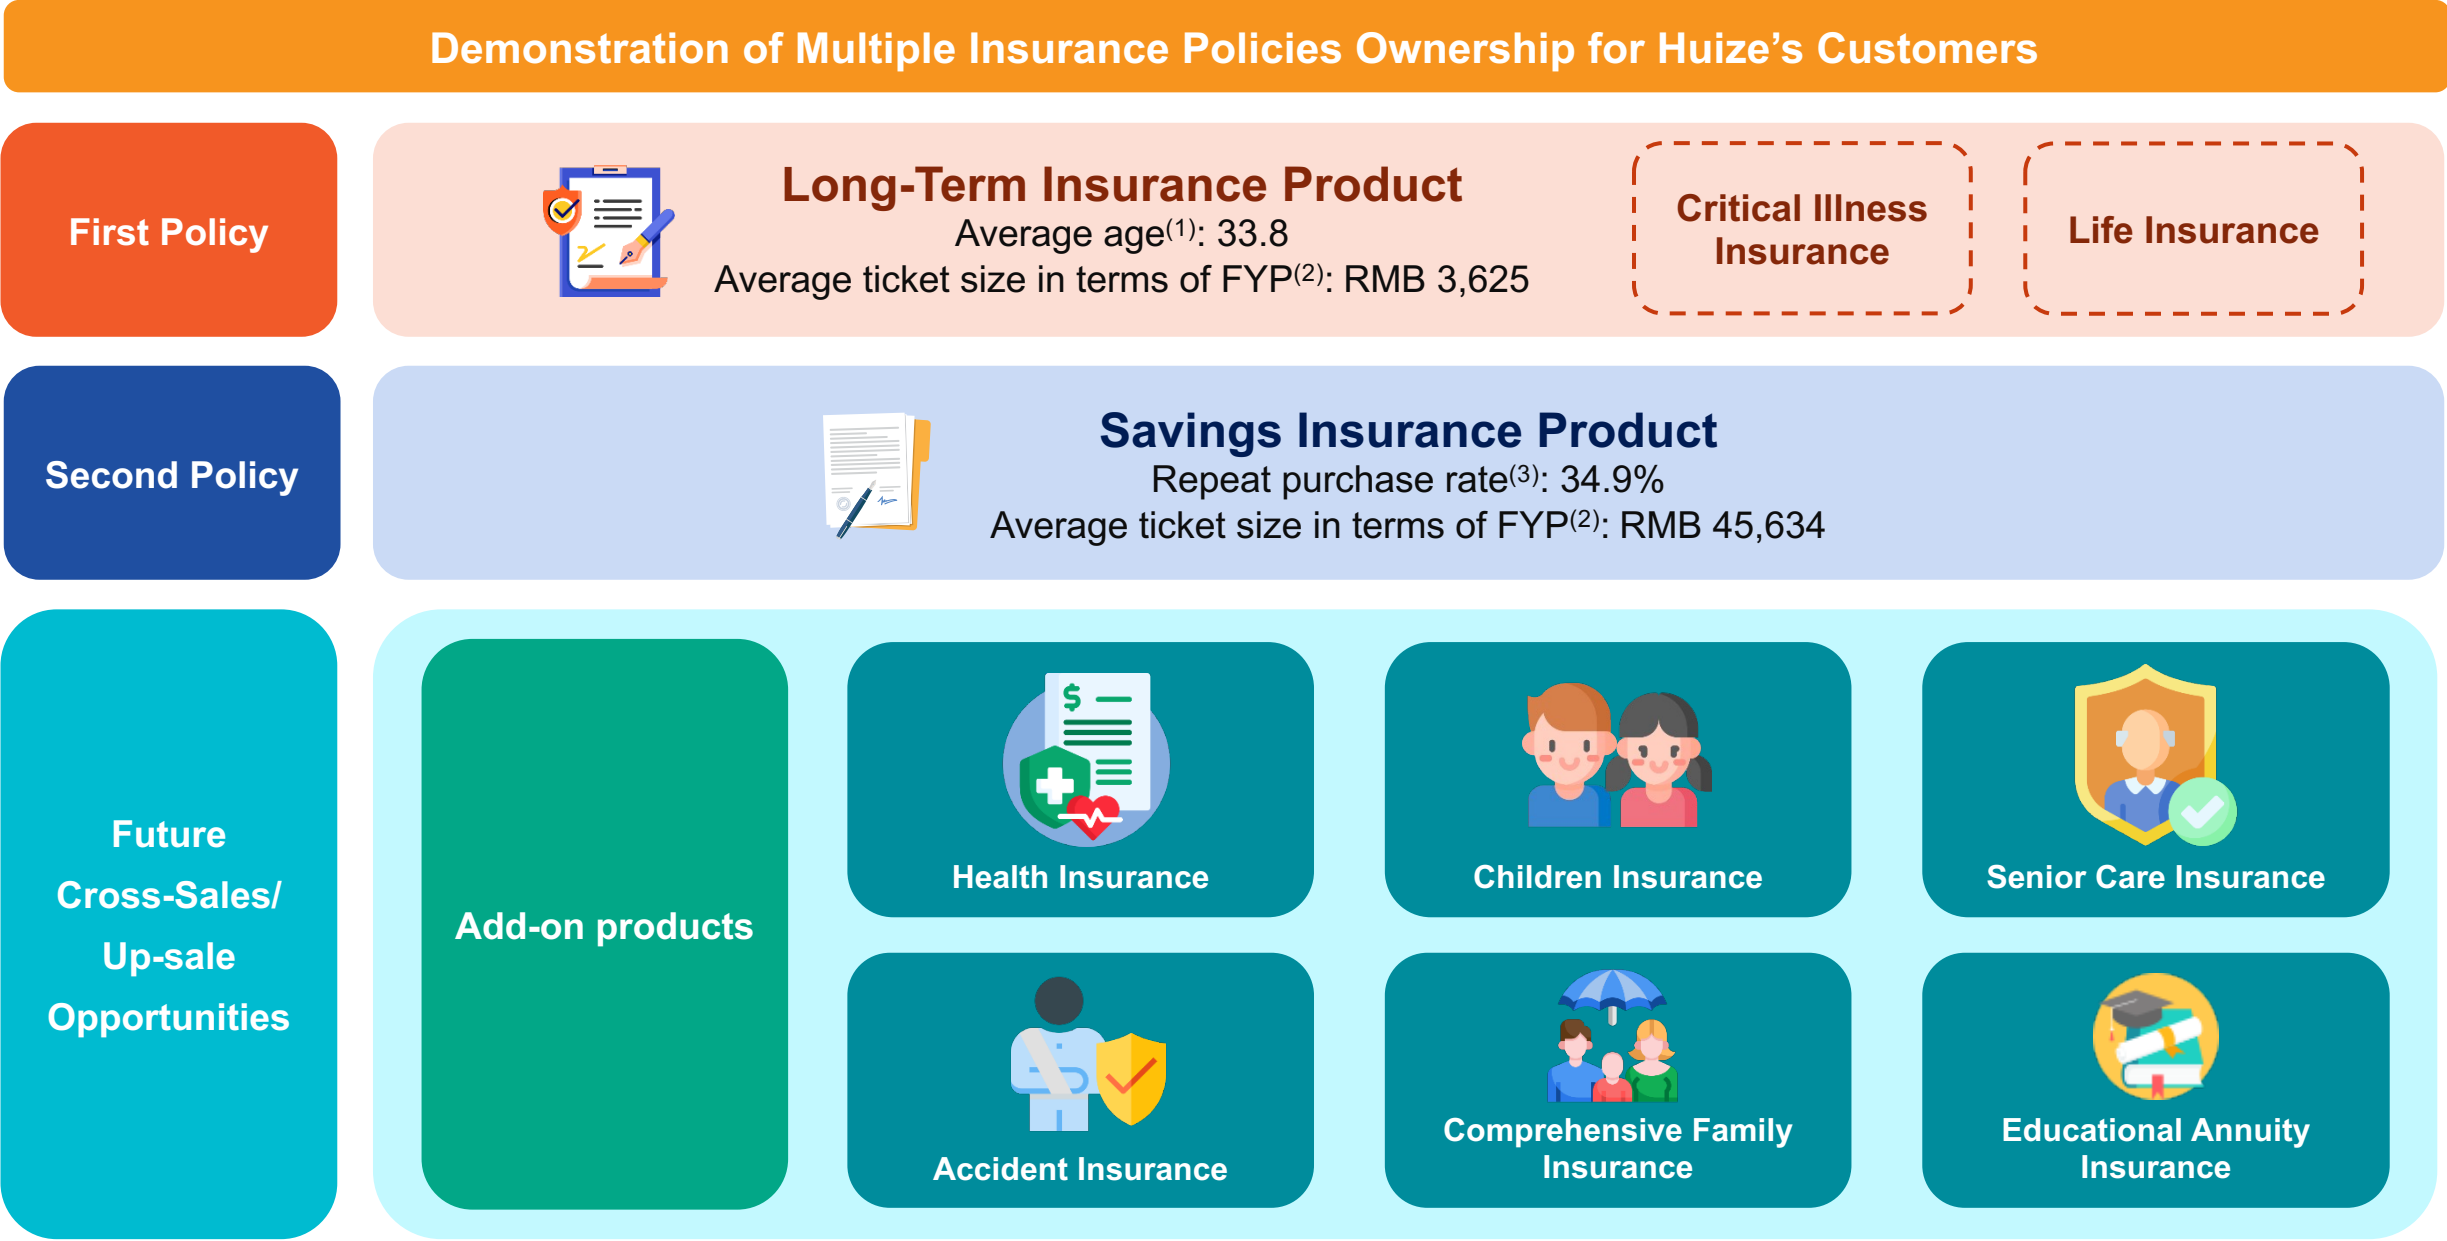 Demonstration of Multiple Insurance Policies Ownership for Huize’s Customers
First Policy
Long-Term Insurance Product
Average age(1): 33.8
Average ticket size in terms of FYP(2): RMB 3,625
Critical Illness
Insurance
Life Insurance
Second Policy
Savings Insurance Product
Repeat purchase rate(3): 34.9%
Average ticket size in terms of FYP(2): RMB 45,634
Future
Cross-Sales/
Up-sale
Opportunities
Add-on products
$
Health Insurance
Children Insurance
Senior Care Insurance
Accident Insurance
Comprehensive Family
Insurance
Educational Annuity
Insurance